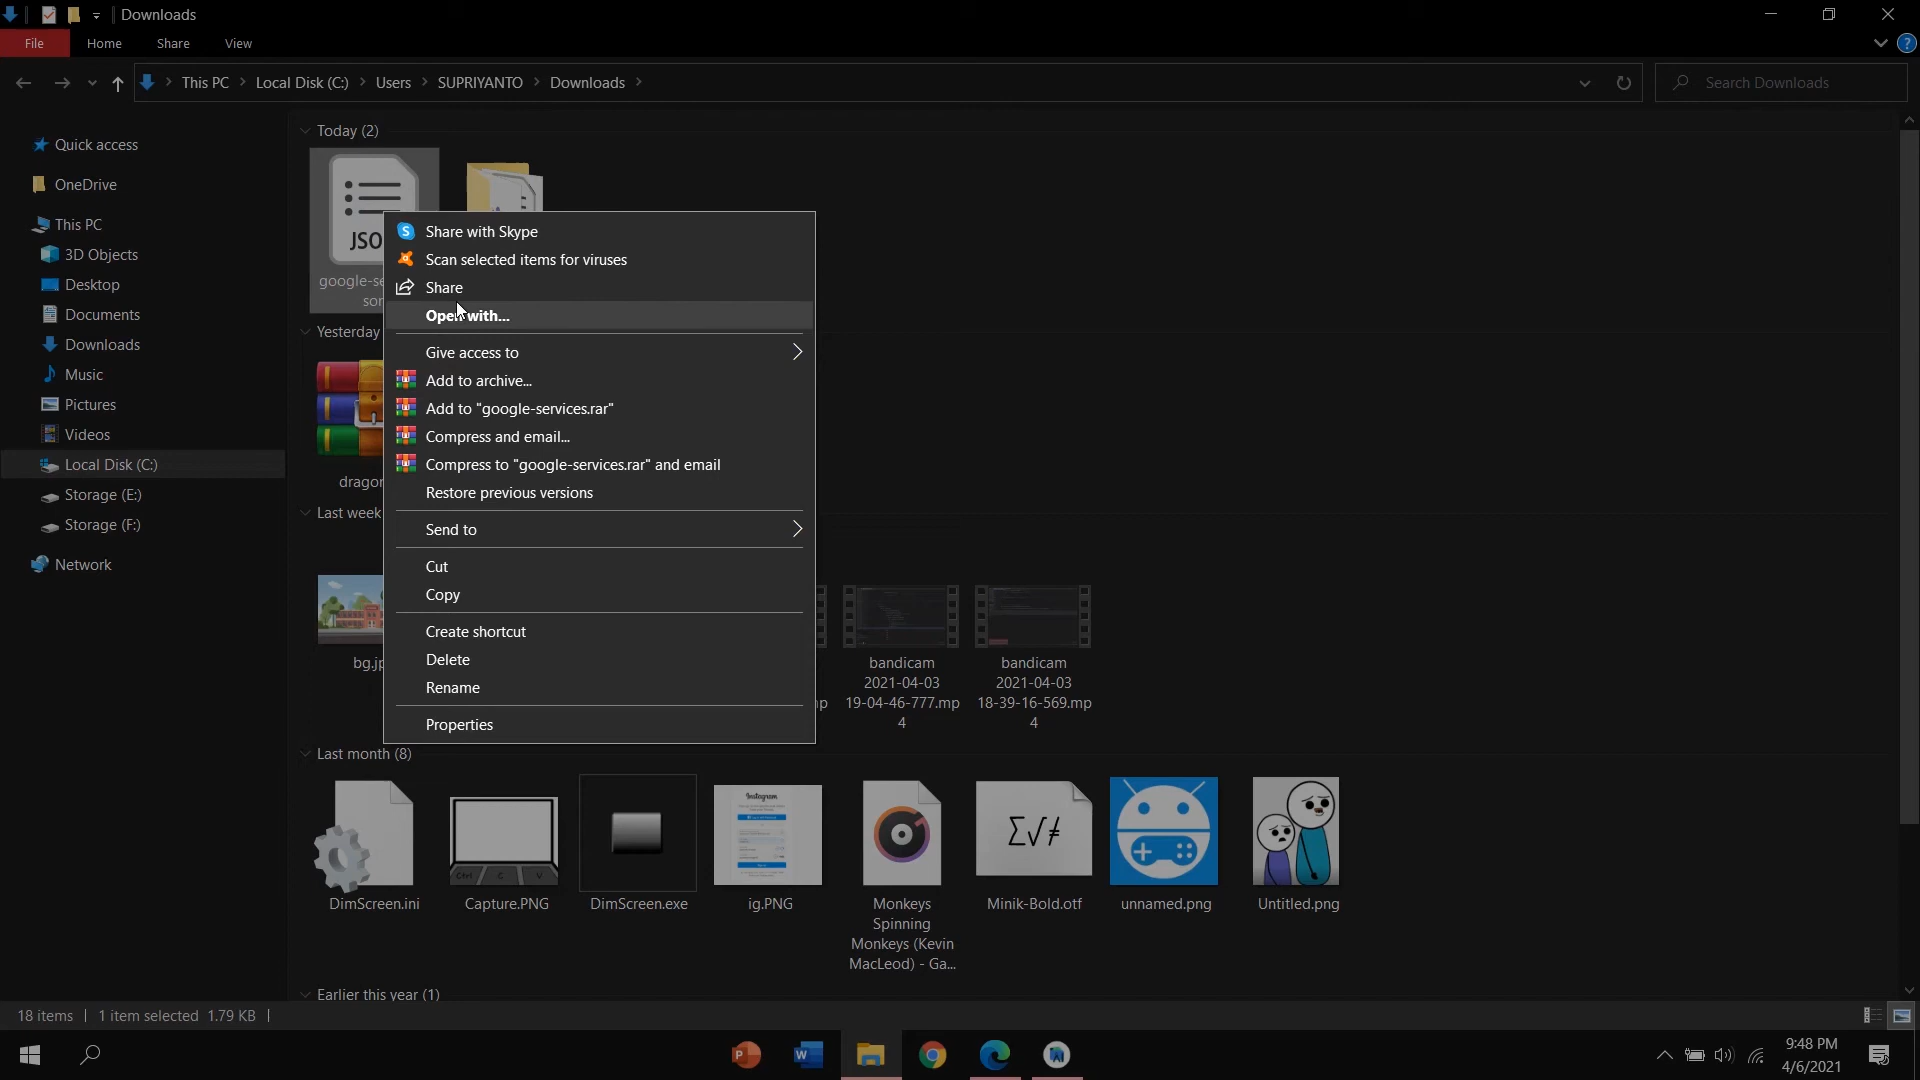 Downloads
File Home Share View
This PC Local Disk (C:) Users SUPRIYANTO Downloads
Search Downloads
Quick access
OneDrive
This PC
3D Objects
Desktop
Documents
Downloads
Music
Pictures
Videos
Local Disk (C:)
Storage (E:)
Storage (F:)
Network
Today (2)
JSO
google-se
Yesterday
drago
Last week
bg.jp
Share with Skype
Scan selected items for viruses
Share
Open with...
Give access to
Add to archive...
Add to "google-services.rar"
Compress and email...
Compress to "google-services.rar" and email
Restore previous versions
Send to
Cut
Copy
Create shortcut
Delete
Rename
Properties
bandicam
2021-04-03
19-04-46-777.mp
4
bandicam
2021-04-03
18-39-16-569.mp
4
Last month (8)
DimScreen.ini
Capture.PNG
Ctrl C V
DimScreen.exe
Instagram
ig.PNG
Monkeys
Spinning
Monkeys (Kevin
MacLeod) - Ga...
Σ√≠
Minik-Bold.otf
unnamed.png
Untitled.png
Earlier this year (1)
18 items 1 item selected 1.79 KB
9:48 PM
4/6/2021